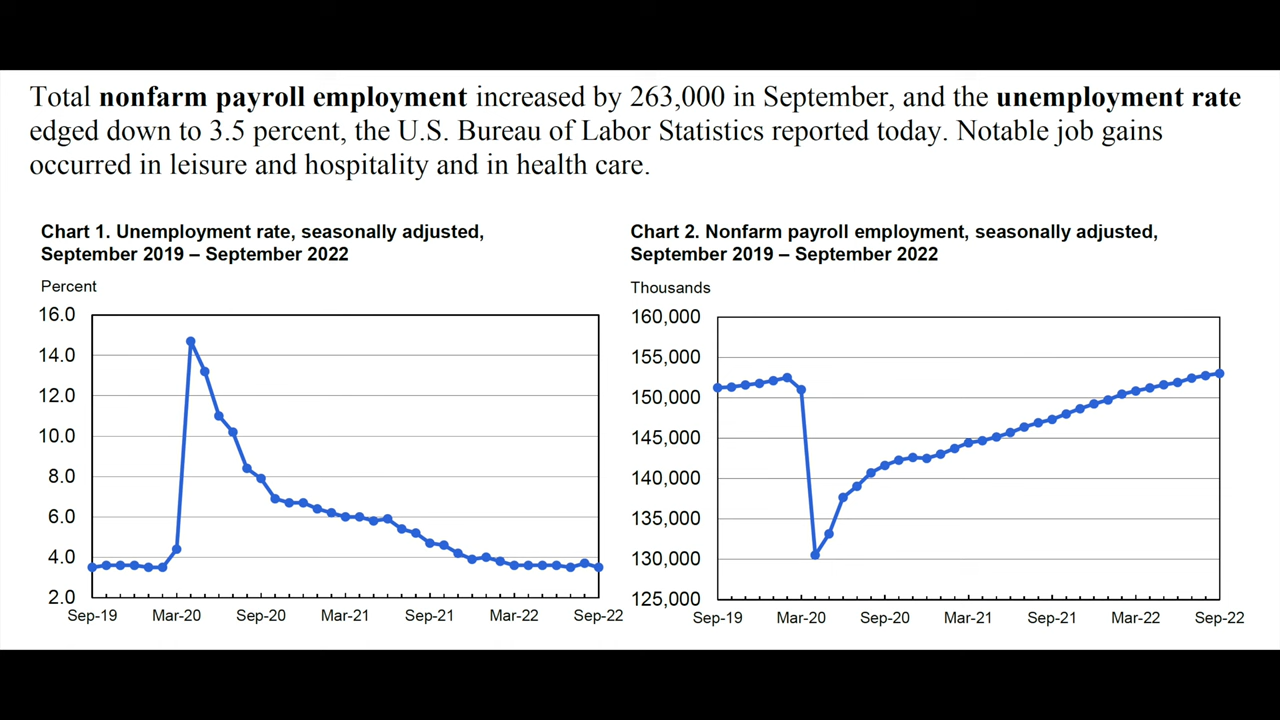 Total nonfarm payroll employment increased by 263,000 in September, and the unemployment rate
edged down to 3.5 percent, the U.S. Bureau of Labor Statistics reported today. Notable job gains
occurred in leisure and hospitality and in health care.
Chart 1. Unemployment rate, seasonally adjusted,
September 2019 – September 2022
Percent
16.0
14.0
12.0
10.0
8.0
6.0
4.0
2.0
Sep-19 Mar-20 Sep-20 Mar-21 Sep-21 Mar-22 Sep-22
Chart 2. Nonfarm payroll employment, seasonally adjusted,
September 2019 – September 2022
Thousands
160,000
155,000
150,000
145,000
140,000
135,000
130,000
125,000
Sep-19 Mar-20 Sep-20 Mar-21 Sep-21 Mar-22 Sep-22